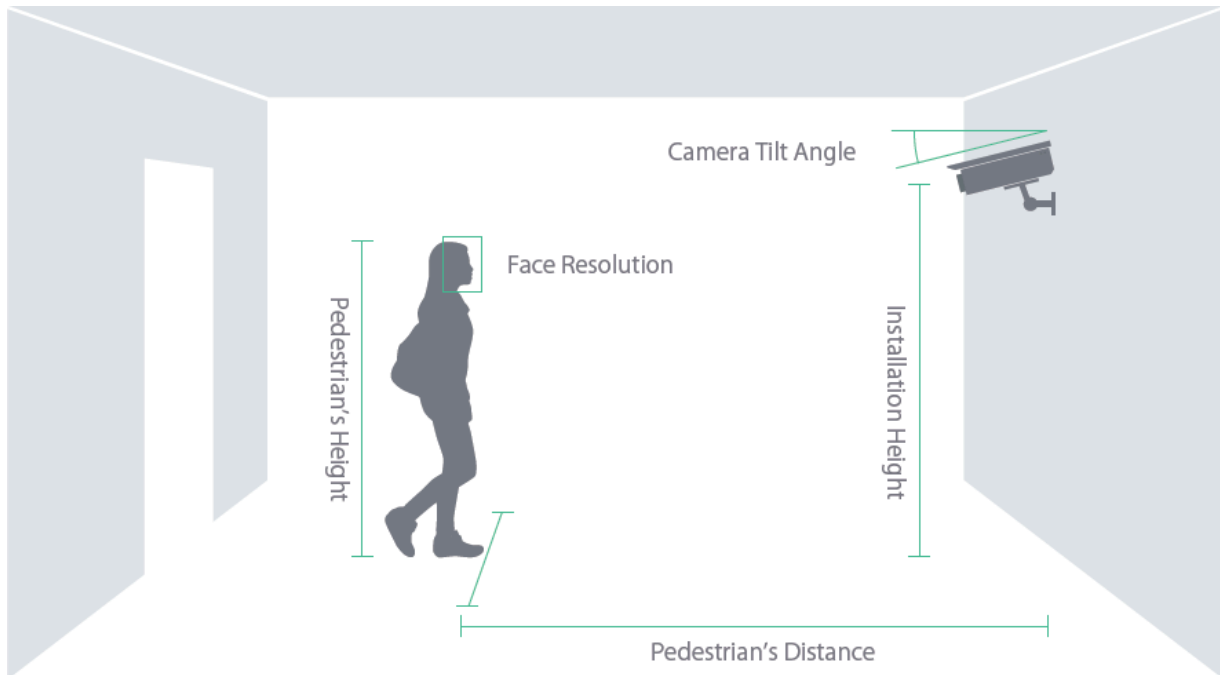 Camera Tilt Angle
Face Resolution
Pedestrian’s Height
Installation Height
Pedestrian’s Distance